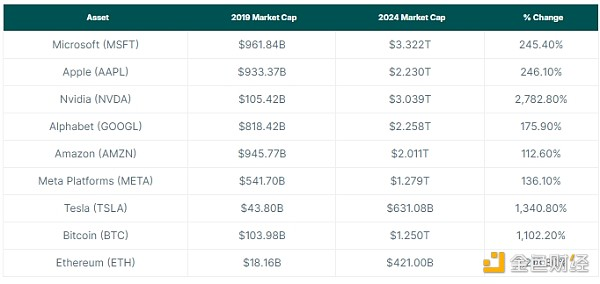 Asset 2019 Market Cap 2024 Market Cap % Change
Microsoft (MSFT) $961.84B $3.322T 245.40%
Apple (AAPL) $933.37B $2.230T 246.10%
Nvidia (NVDA) $105.42B $3.039T 2,782.80%
Alphabet (GOOGL) $818.42B $2.258T 175.90%
Amazon (AMZN) $945.77B $2.011T 112.60%
Meta Platforms (META) $541.70B $1.279T 136.10%
Tesla (TSLA) $43.80B $631.08B 1,340.80%
Bitcoin (BTC) $103.98B $1.250T 1,102.20%
Ethereum (ETH) $18.16B $421.00B
金色财经